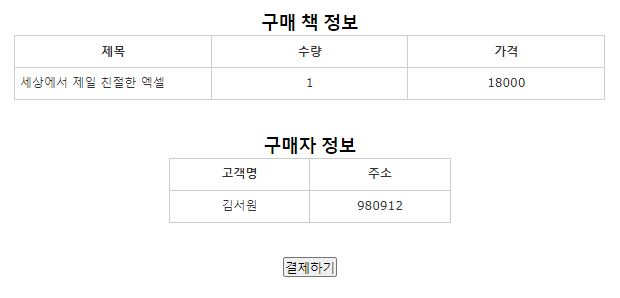 구매 책 정보
제목 수량 가격
세상에서 제일 친절한 엑셀 1 18000
구매자 정보
고객명 주소
김서원 980912
결제하기